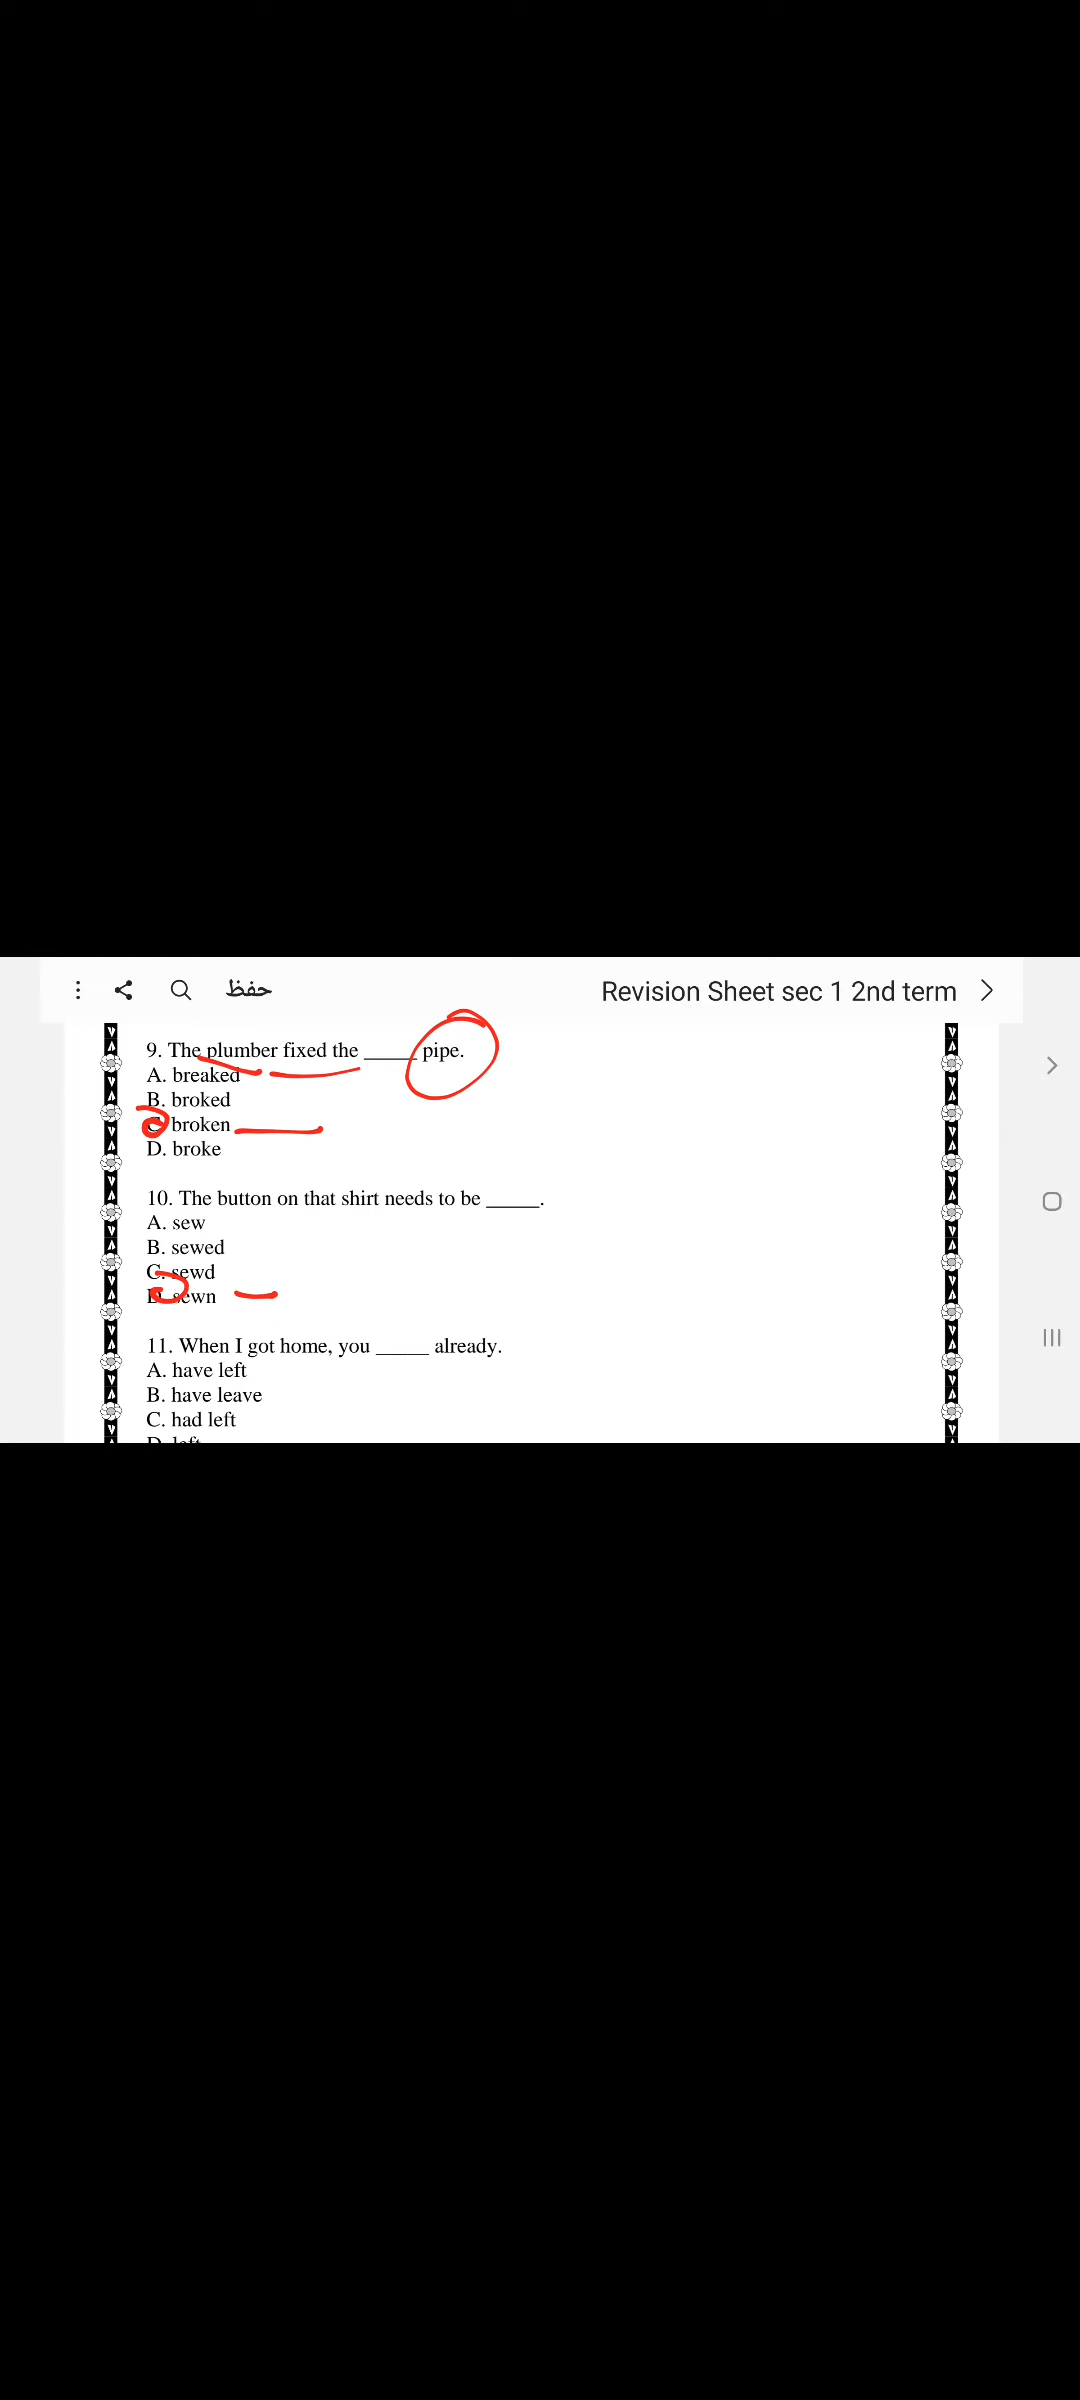 حفظ
Revision Sheet sec 1 2nd term
9. The plumber fixed the _____ pipe.
A. breaked
B. broked
C. broken
D. broke
10. The button on that shirt needs to be _____.
A. sew
B. sewed
C. sewd
D. sewn
11. When I got home, you _____ already.
A. have left
B. have leave
C. had left
D. left